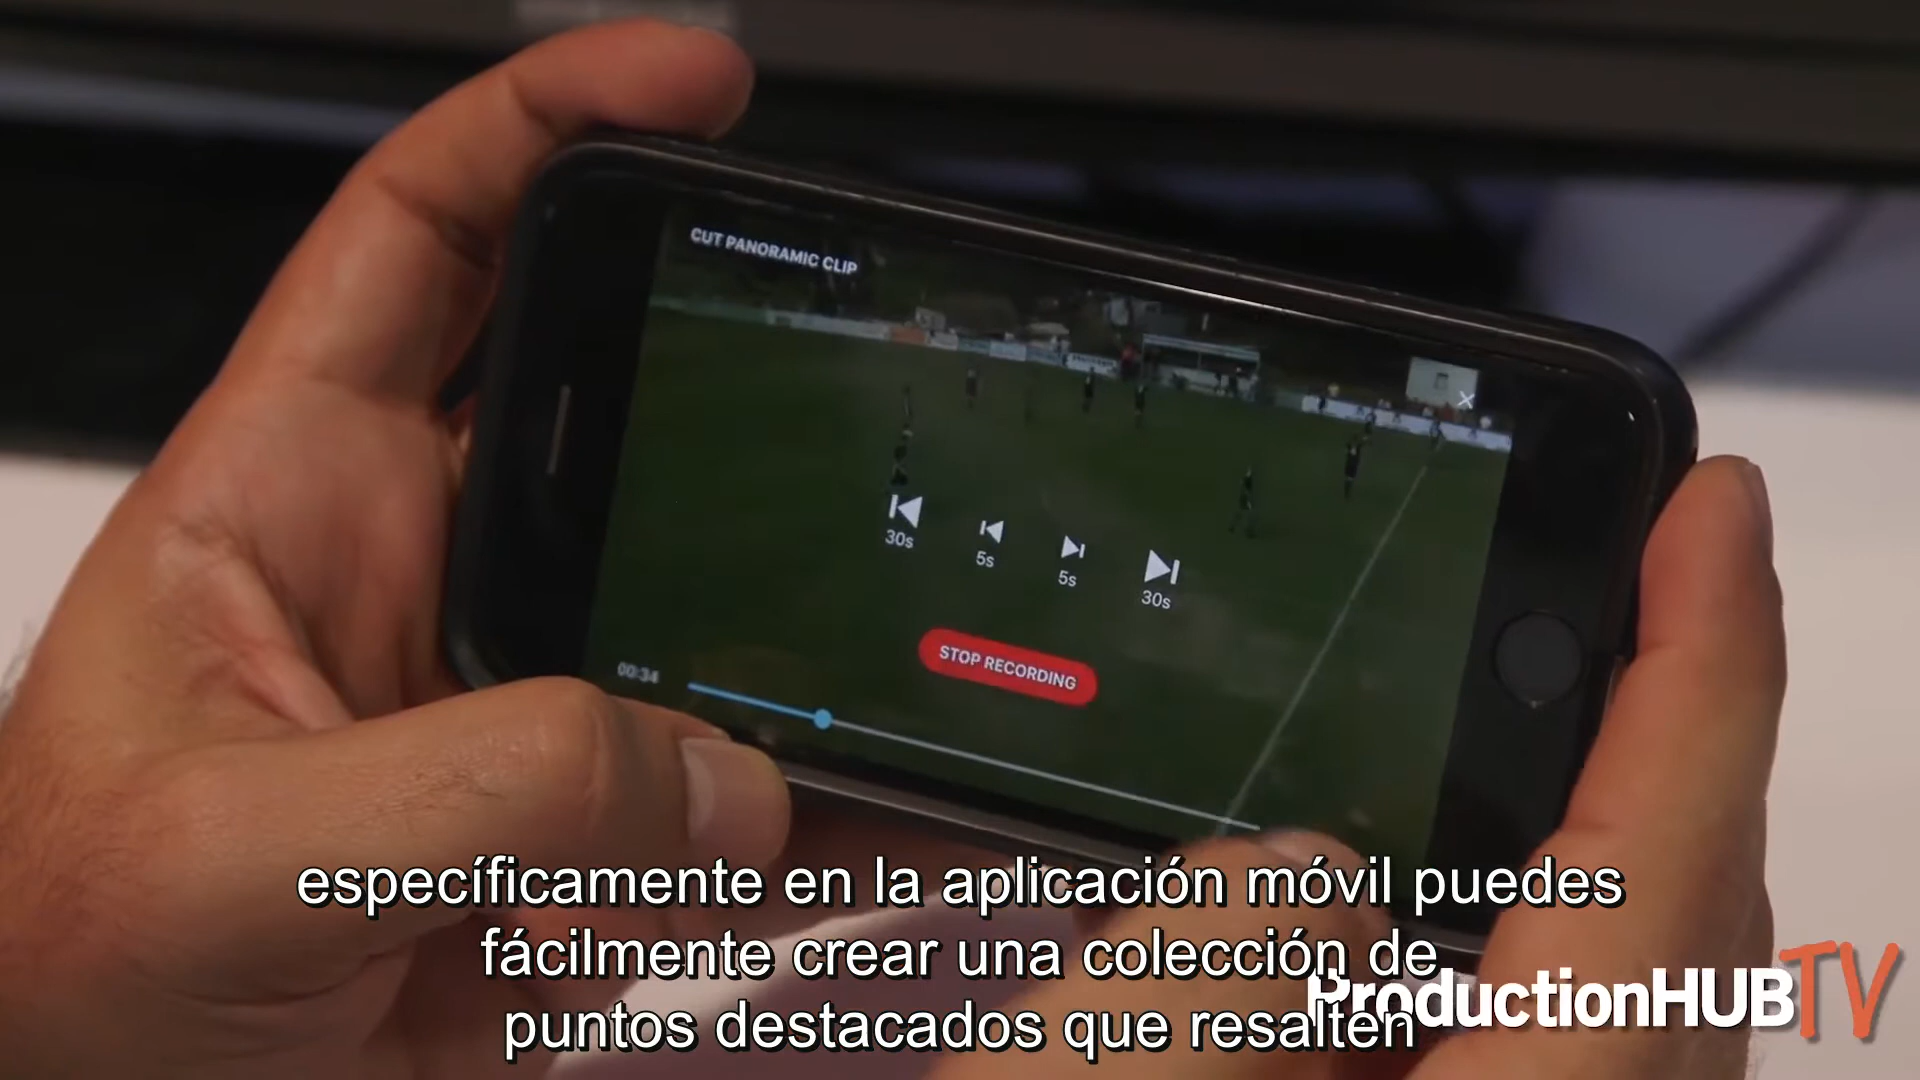 CUT PANORAMIC CLIP
30s
5s
5s
30s
STOP RECORDING
00:34
específicamente en la aplicación móvil puedes
fácilmente crear una colección de
puntos destacados que resalten
ProductionHUBTV